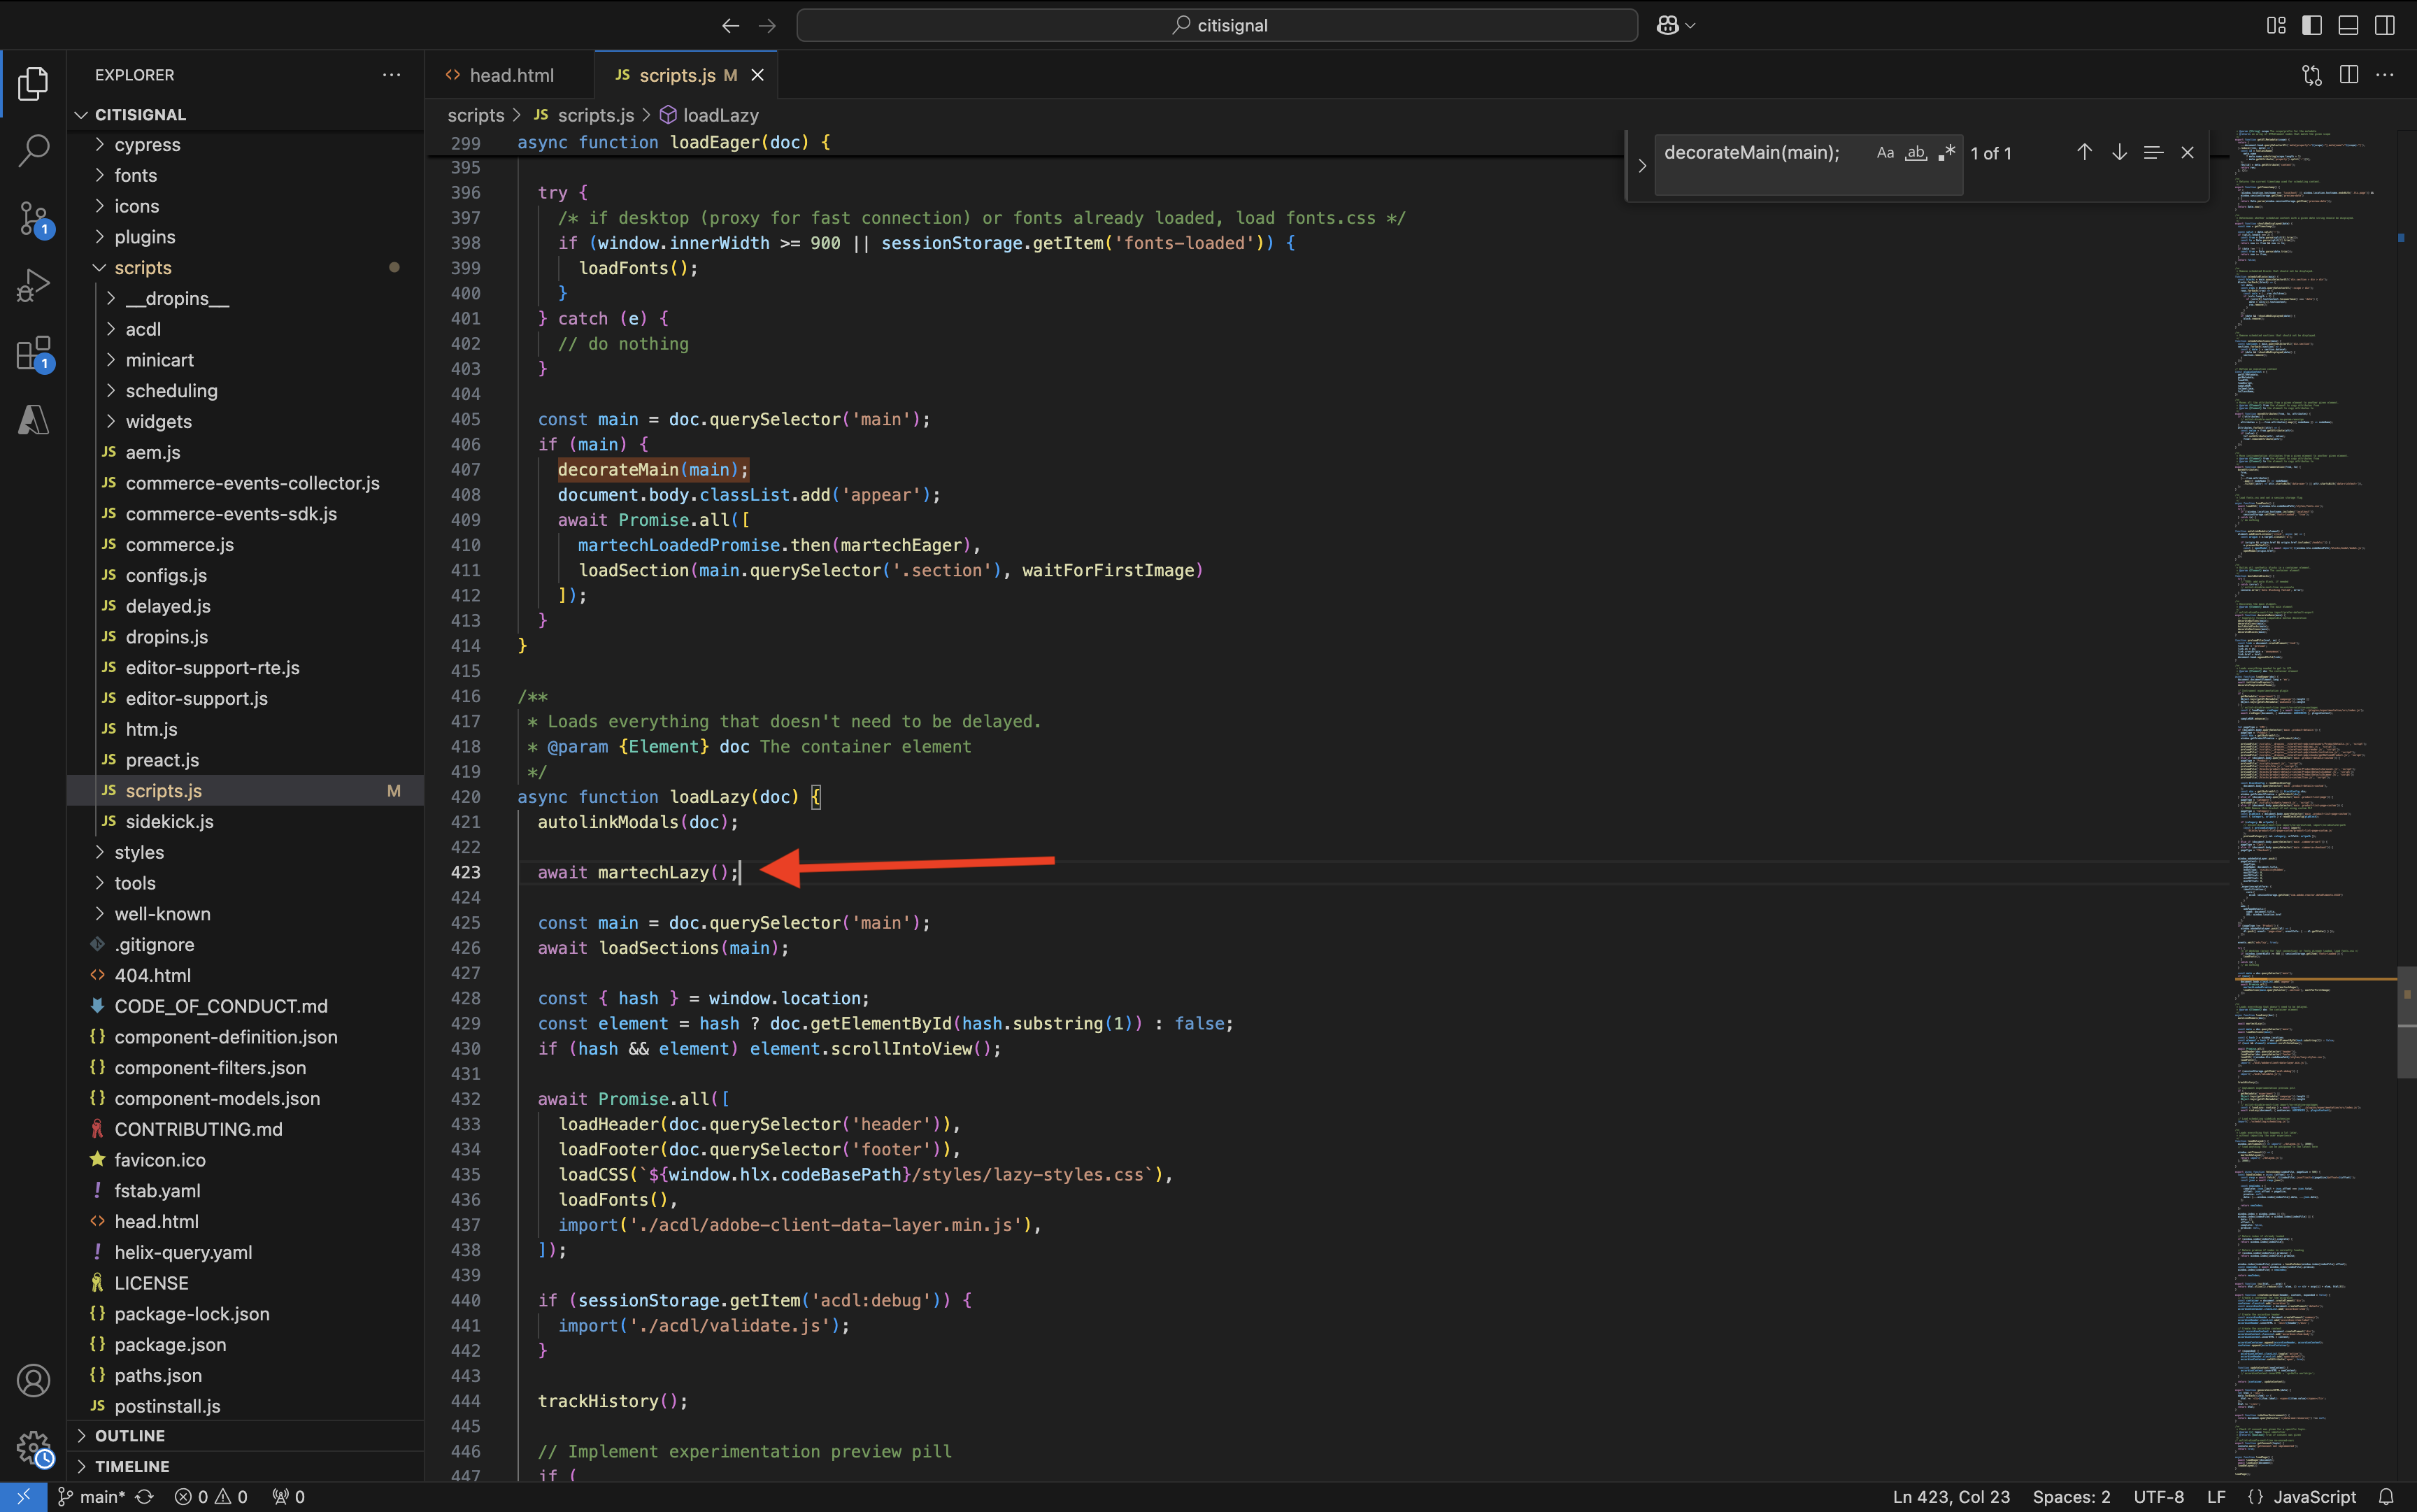 citisignal
EXPLORER
CITISIGNAL
cypress
fonts
icons
plugins
scripts
__dropins__
acdl
minicart
scheduling
widgets
JS aem.js
JS commerce-events-collector.js
JS commerce-events-sdk.js
JS commerce.js
JS configs.js
JS delayed.js
JS dropins.js
JS editor-support-rte.js
JS editor-support.js
JS htm.js
JS preact.js
JS scripts.js M
JS sidekick.js
styles
tools
well-known
.gitignore
<> 404.html
CODE_OF_CONDUCT.md
{} component-definition.json
{} component-filters.json
{} component-models.json
CONTRIBUTING.md
favicon.ico
! fstab.yaml
<> head.html
! helix-query.yaml
LICENSE
{} package-lock.json
{} package.json
{} paths.json
JS postinstall.js
OUTLINE
TIMELINE
1
1
<> head.html
JS scripts.js M
scripts > JS scripts.js > loadLazy
decorateMain(main); Aa ab .* 1 of 1
299 async function loadEager(doc) {
395
396 try {
397 /* if desktop (proxy for fast connection) or fonts already loaded, load fonts.css */
398 if (window.innerWidth >= 900 || sessionStorage.getItem('fonts-loaded')) {
399 loadFonts();
400 }
401 } catch (e) {
402 // do nothing
403 }
404
405 const main = doc.querySelector('main');
406 if (main) {
407 decorateMain(main);
408 document.body.classList.add('appear');
409 await Promise.all([
410 martechLoadedPromise.then(martechEager),
411 loadSection(main.querySelector('.section'), waitForFirstImage)
412 ]);
413 }
414 }
415
416 /**
417 * Loads everything that doesn't need to be delayed.
418 * @param {Element} doc The container element
419 */
420 async function loadLazy(doc) {
421 autolinkModals(doc);
422
423 await martechLazy();
424
425 const main = doc.querySelector('main');
426 await loadSections(main);
427
428 const { hash } = window.location;
429 const element = hash ? doc.getElementById(hash.substring(1)) : false;
430 if (hash && element) element.scrollIntoView();
431
432 await Promise.all([
433 loadHeader(doc.querySelector('header')),
434 loadFooter(doc.querySelector('footer')),
435 loadCSS(`${window.hlx.codeBasePath}/styles/lazy-styles.css`),
436 loadFonts(),
437 import('./acdl/adobe-client-data-layer.min.js'),
438 ]);
439
440 if (sessionStorage.getItem('acdl:debug')) {
441 import('./acdl/validate.js');
442 }
443
444 trackHistory();
445
446 // Implement experimentation preview pill
447 if (
main* 0 0 0
Ln 423, Col 23 Spaces: 2 UTF-8 LF {} JavaScript